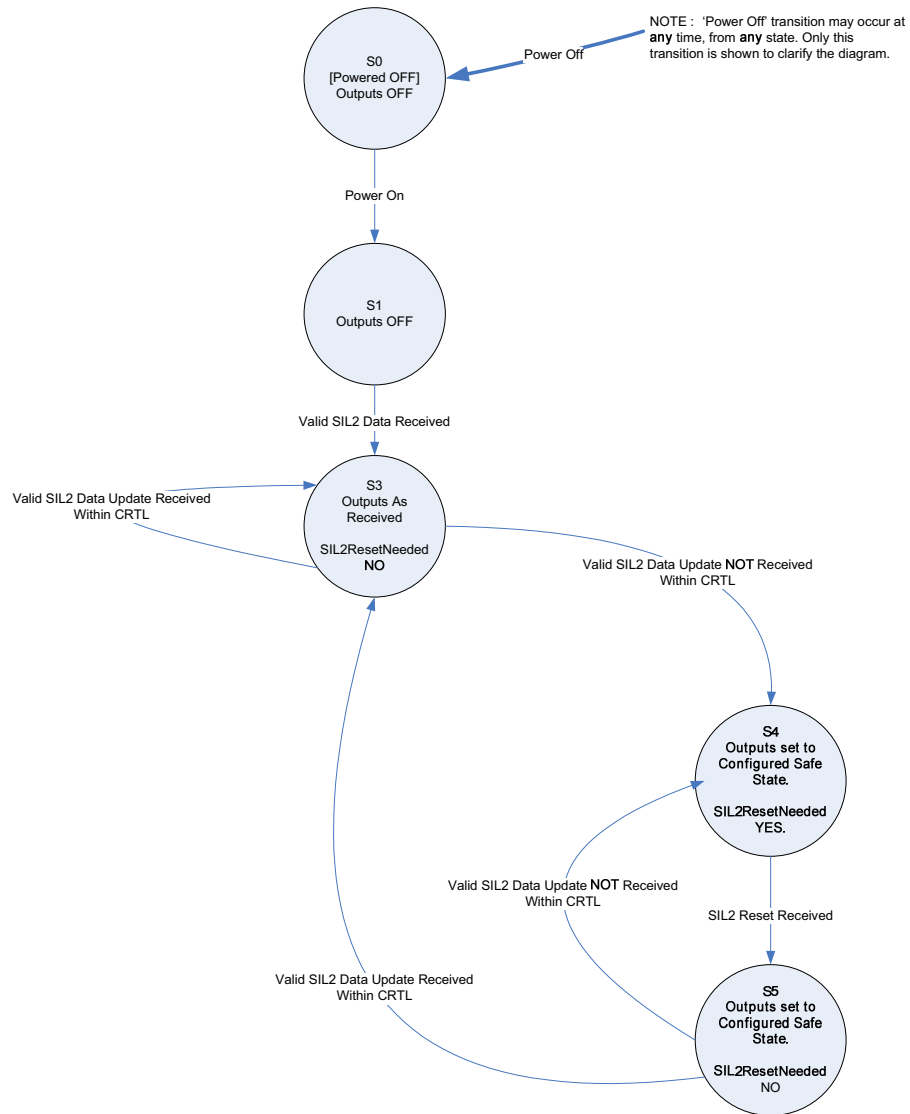 NOTE : 'Power Off' transition may occur at
any time, from any state. Only this
transition is shown to clarify the diagram.
Power Off
S0
[Powered OFF]
Outputs OFF
Power On
S1
Outputs OFF
Valid SIL2 Data Received
Valid SIL2 Data Update Received
Within CRTL
S3
Outputs As
Received
SIL2ResetNeeded
NO
Valid SIL2 Data Update NOT Received
Within CRTL
S4
Outputs set to
Configured Safe
State.
SIL2ResetNeeded
YES.
Valid SIL2 Data Update NOT Received
Within CRTL
SIL2 Reset Received
Valid SIL2 Data Update Received
Within CRTL
S5
Outputs set to
Configured Safe
State.
SIL2ResetNeeded
NO